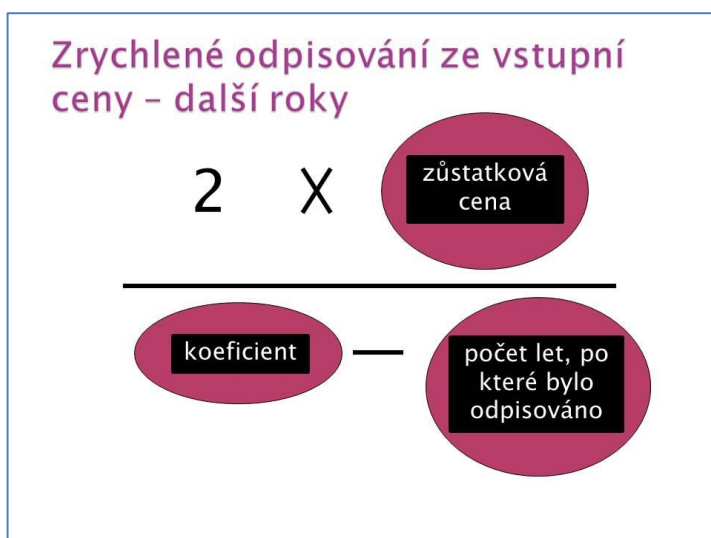 Zrychlené odpisování ze vstupní
ceny – další roky
2 X zůstatková
cena
koeficient — počet let, po
které bylo
odpisováno